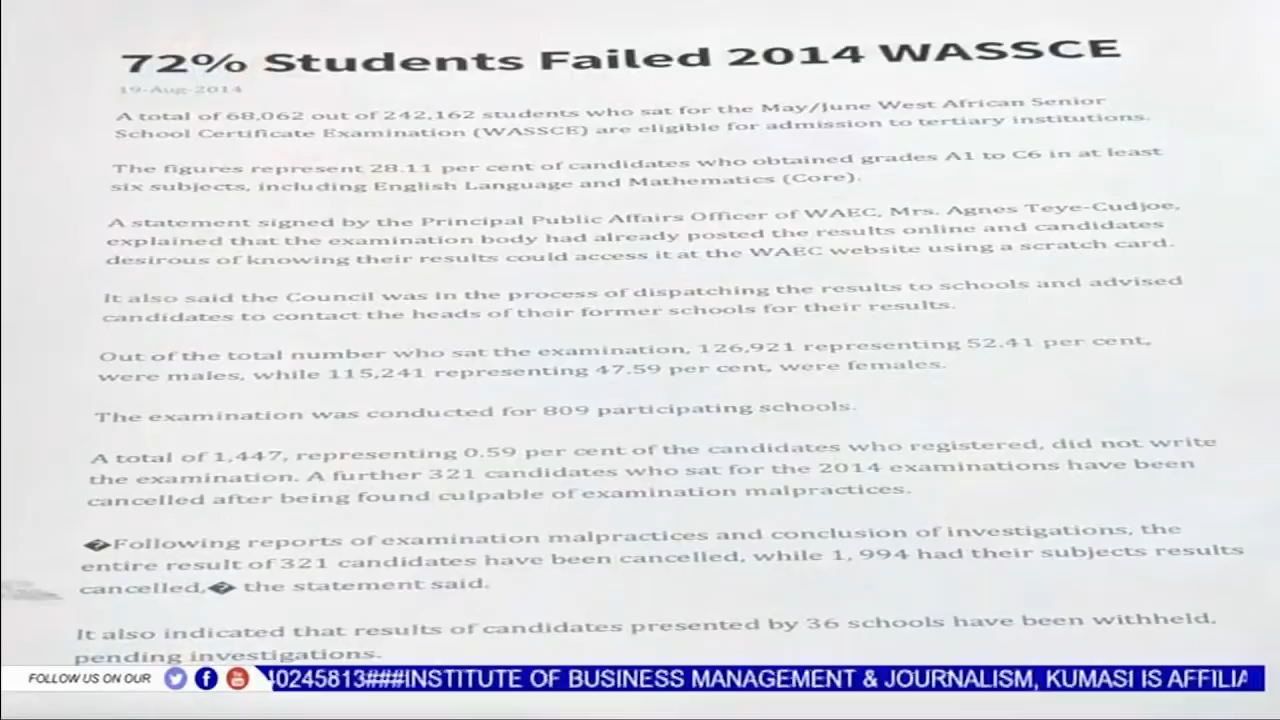 72% Students Failed 2014 WASSCE
19-Aug-2014
A total of 68,062 out of 242,162 students who sat for the May/June West African Senior
School Certificate Examination (WASSCE) are eligible for admission to tertiary institutions.
The figures represent 28.11 per cent of candidates who obtained grades A1 to C6 in at least
six subjects, including English Language and Mathematics (Core).
A statement signed by the Principal Public Affairs Officer of WAEC, Mrs. Agnes Teye-Cudjoe,
explained that the examination body had already posted the results online and candidates
desirous of knowing their results could access it at the WAEC website using a scratch card.
It also said the Council was in the process of dispatching the results to schools and advised
candidates to contact the heads of their former schools for their results.
Out of the total number who sat the examination, 126,921 representing 52.41 per cent,
were males, while 115,241 representing 47.59 per cent, were females.
The examination was conducted for 809 participating schools.
A total of 1,447, representing 0.59 per cent of the candidates who registered, did not write
the examination. A further 321 candidates who sat for the 2014 examinations have been
cancelled after being found culpable of examination malpractices.
�Following reports of examination malpractices and conclusion of investigations, the
entire result of 321 candidates have been cancelled, while 1, 994 had their subjects results
cancelled,� the statement said.
It also indicated that results of candidates presented by 36 schools have been withheld,
pending investigations.
FOLLOW US ON OUR 40245813###INSTITUTE OF BUSINESS MANAGEMENT & JOURNALISM, KUMASI IS AFFILIA